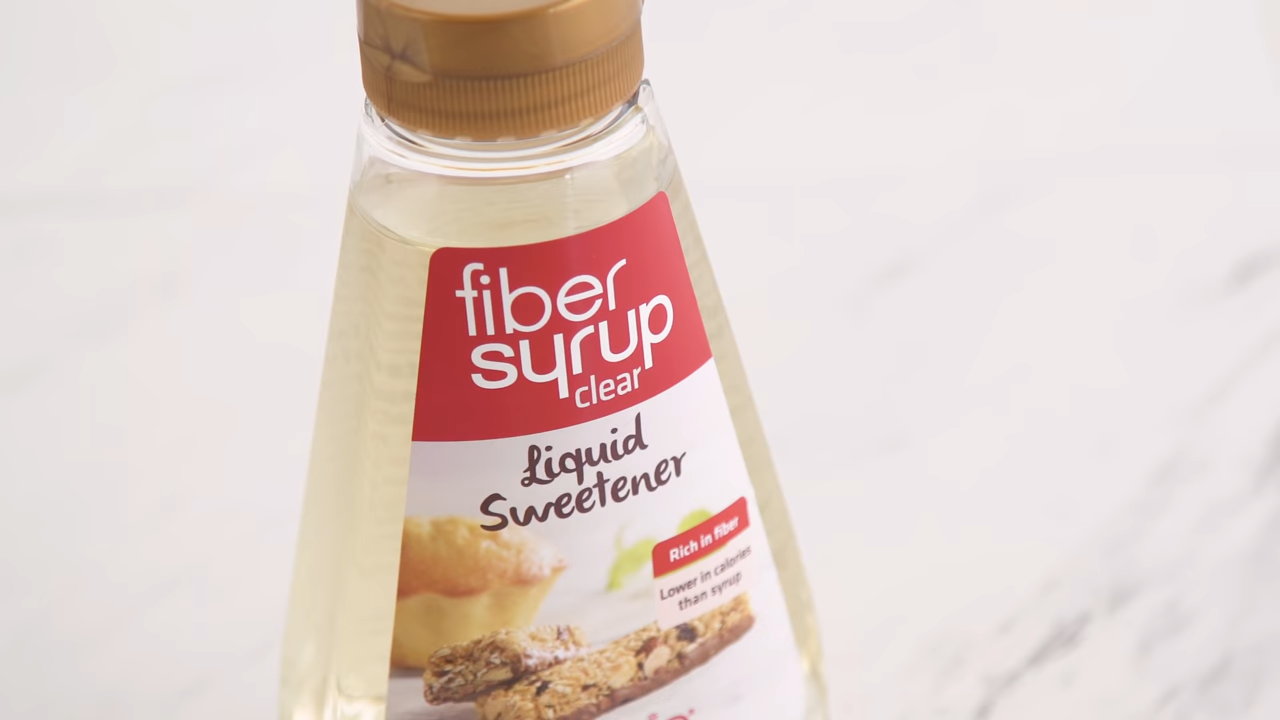 fiber
syrup
clear
Liquid
Sweetener
Rich in fiber
Lower in calories
than syrup